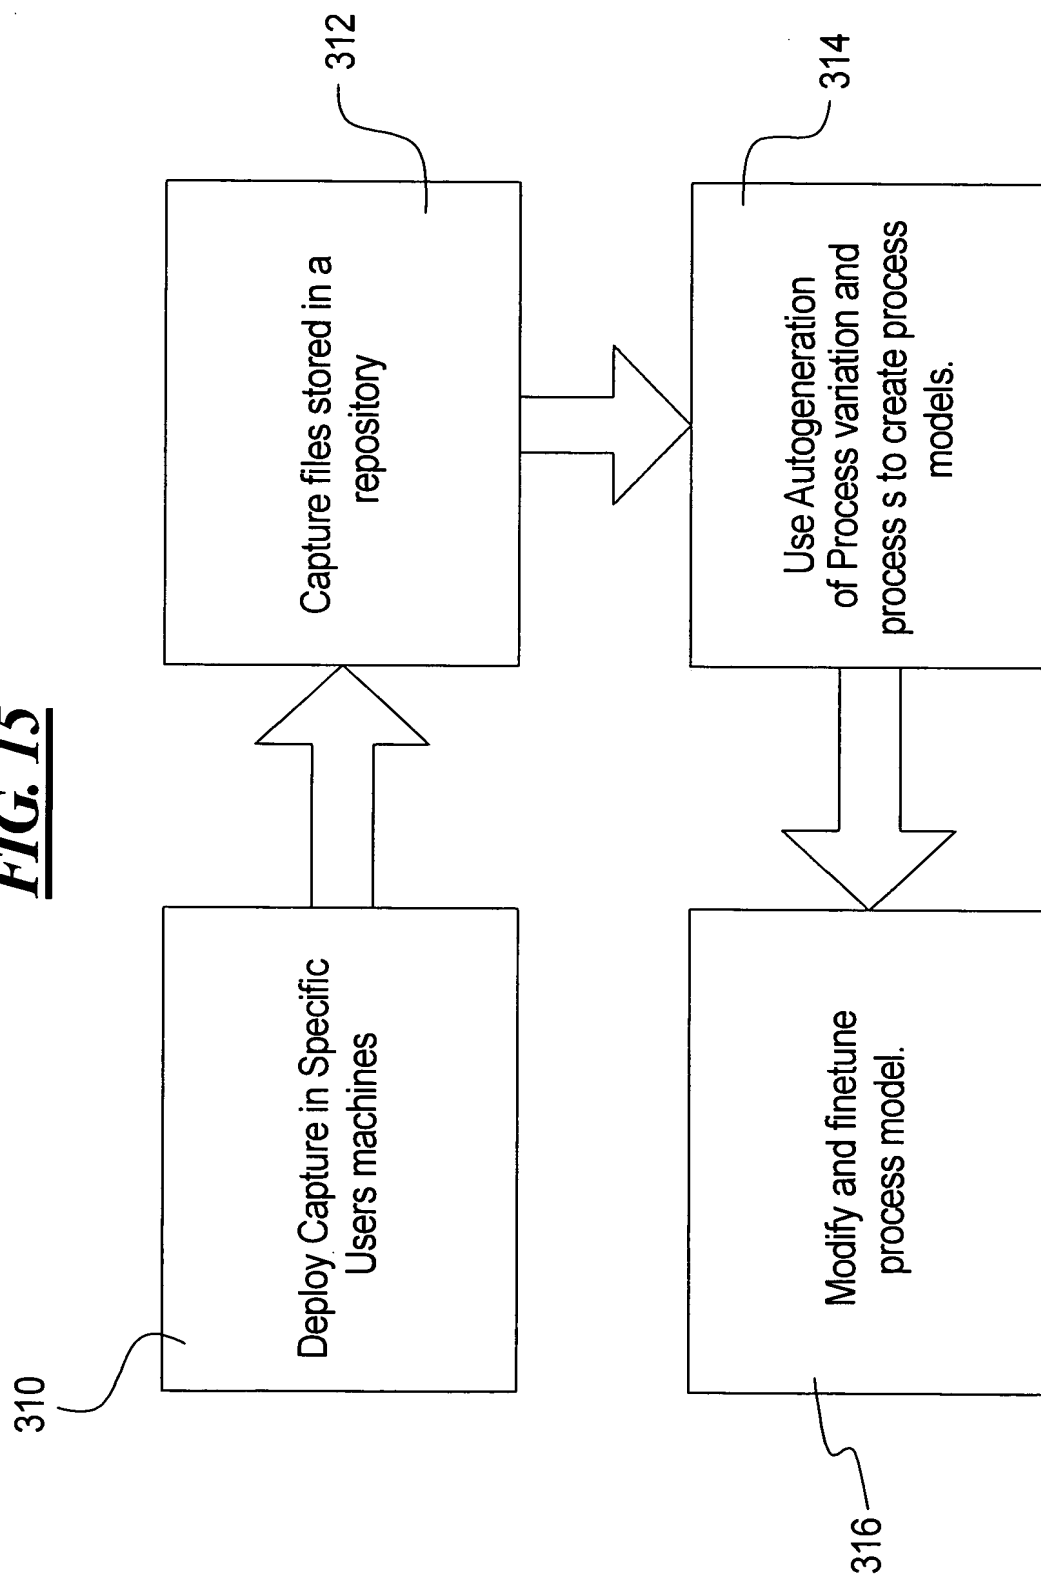 FIG. 15
310
Deploy Capture in Specific
Users machines
312
Capture files stored in a
repository
314
Use Autogeneration
of Process variation and
process s to create process
models.
316
Modify and finetune
process model.